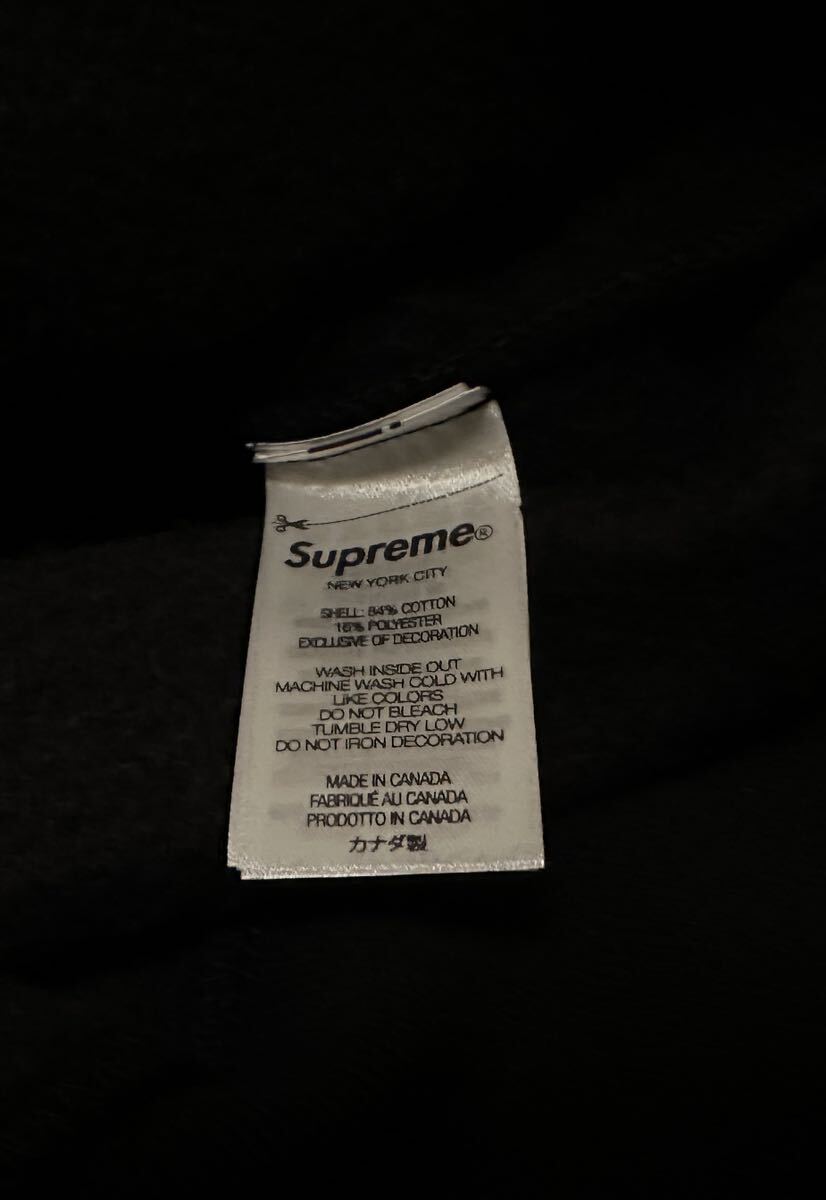 Supreme®
NEW YORK CITY
SHELL: 84% COTTON
16% POLYESTER
EXCLUSIVE OF DECORATION
WASH INSIDE OUT
MACHINE WASH COLD WITH
LIKE COLORS
DO NOT BLEACH
TUMBLE DRY LOW
DO NOT IRON DECORATION
MADE IN CANADA
FABRIQUÉ AU CANADA
PRODOTTO IN CANADA
カナダ製